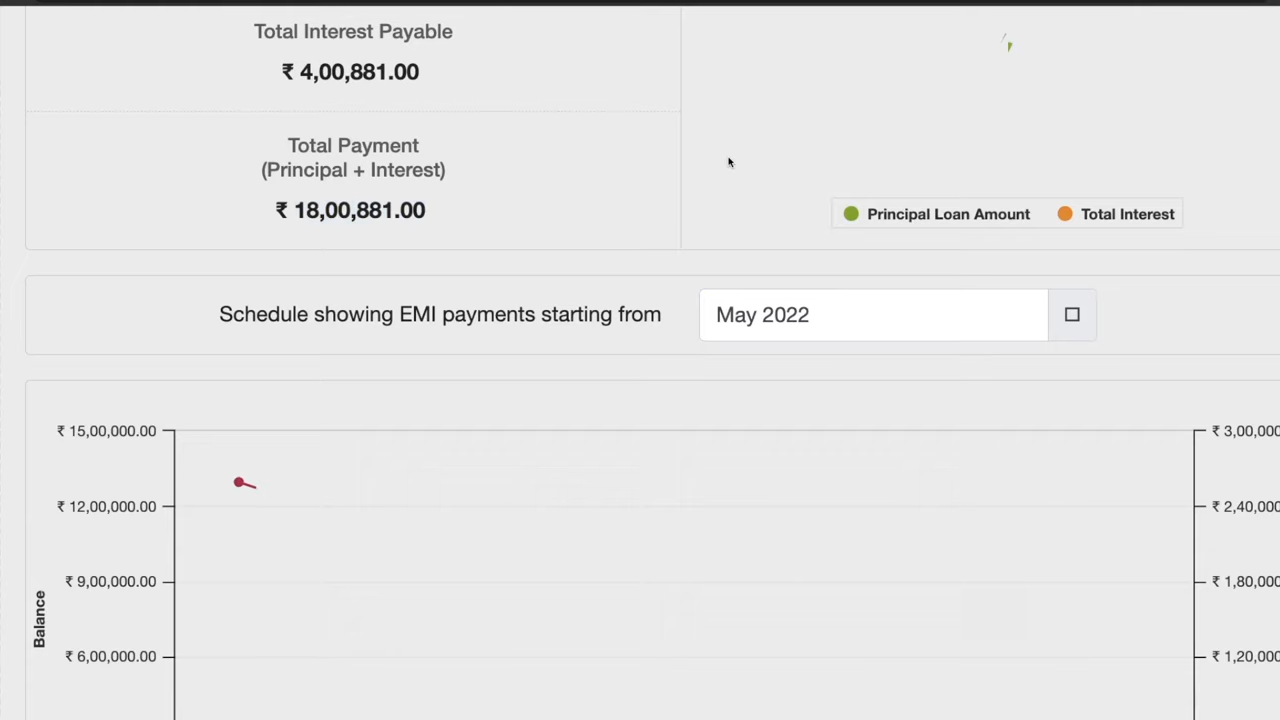 Total Interest Payable
₹ 4,00,881.00
Total Payment
(Principal + Interest)
₹ 18,00,881.00
Principal Loan Amount
Total Interest
Schedule showing EMI payments starting from
May 2022
₹ 15,00,000.00
₹ 3,00,000
₹ 12,00,000.00
₹ 2,40,000
₹ 9,00,000.00
₹ 1,80,000
Balance
₹ 6,00,000.00
₹ 1,20,000